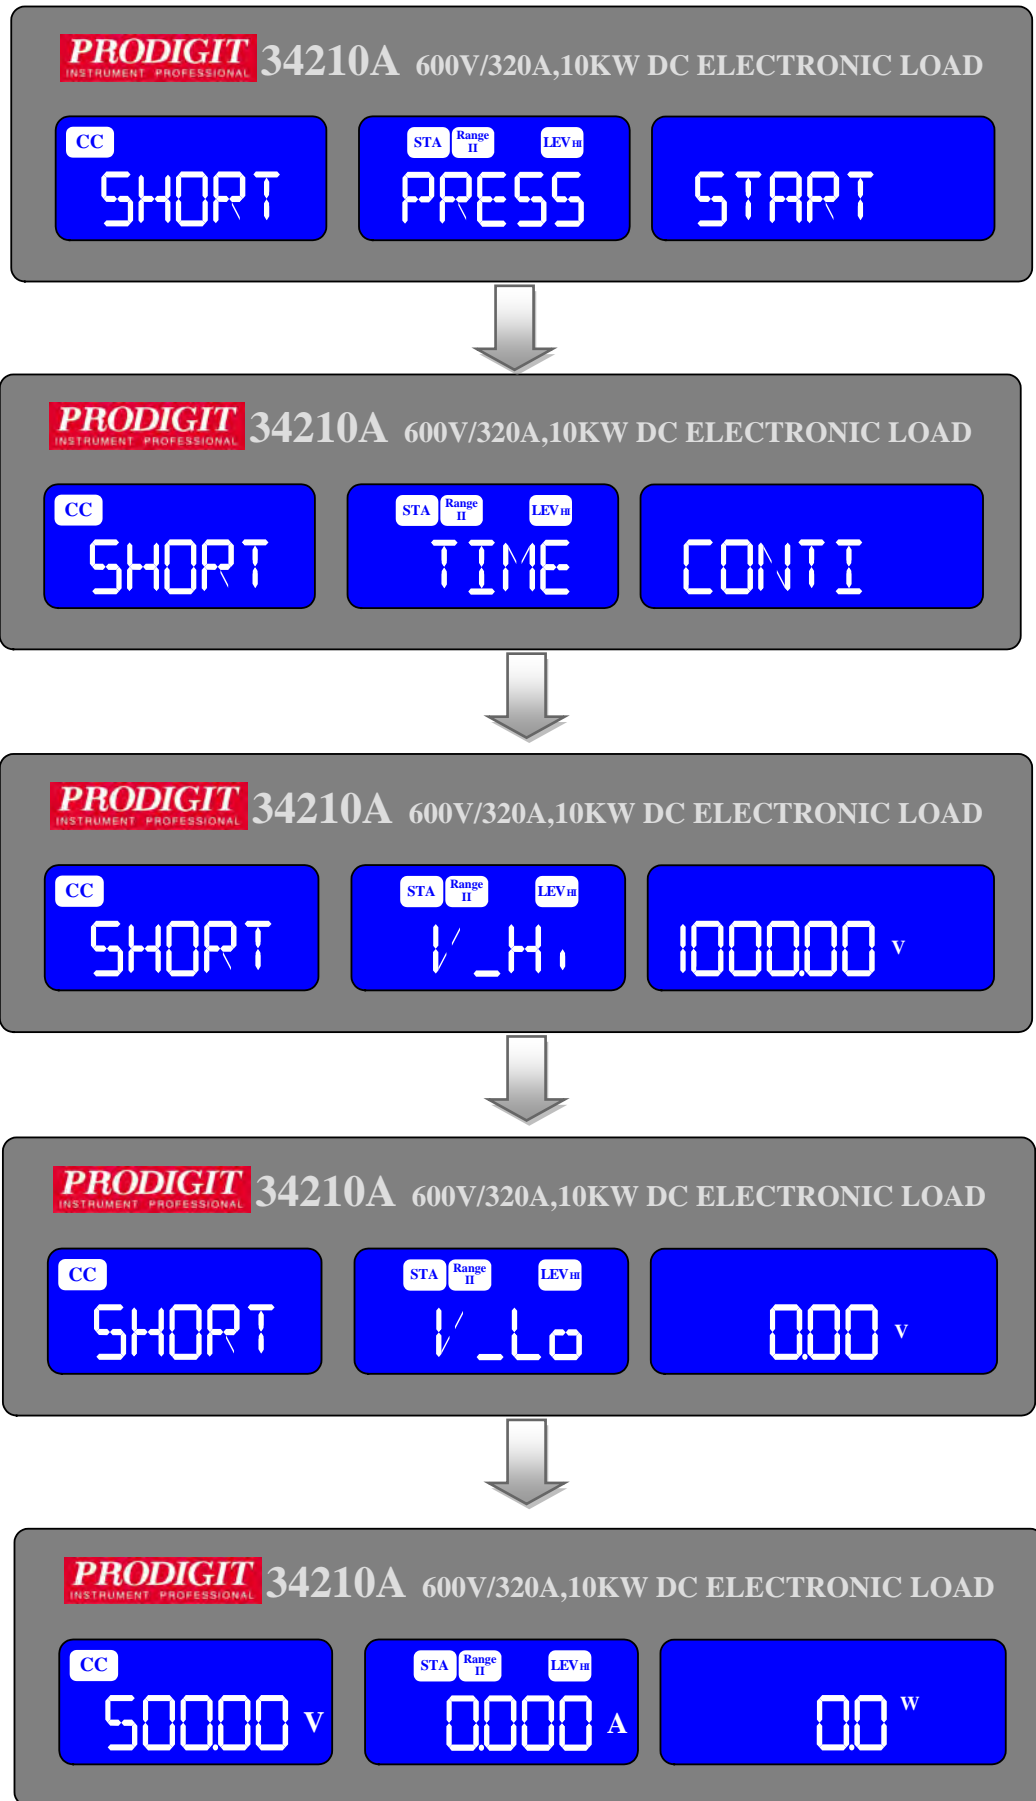 PRODIGIT 34210A 600V/320A,10KW DC ELECTRONIC LOAD
INSTRUMENT PROFESSIONAL
CC STA Range II LEV HI
SHORT PRESS START
PRODIGIT 34210A 600V/320A,10KW DC ELECTRONIC LOAD
INSTRUMENT PROFESSIONAL
CC STA Range II LEV HI
SHORT TIME CONTI
PRODIGIT 34210A 600V/320A,10KW DC ELECTRONIC LOAD
INSTRUMENT PROFESSIONAL
CC STA Range II LEV HI
SHORT V_Hi 1000.00 V
PRODIGIT 34210A 600V/320A,10KW DC ELECTRONIC LOAD
INSTRUMENT PROFESSIONAL
CC STA Range II LEV HI
SHORT V_Lo 0.00 V
PRODIGIT 34210A 600V/320A,10KW DC ELECTRONIC LOAD
INSTRUMENT PROFESSIONAL
CC STA Range II LEV HI
500.00 V 0.000 A 0.0 W